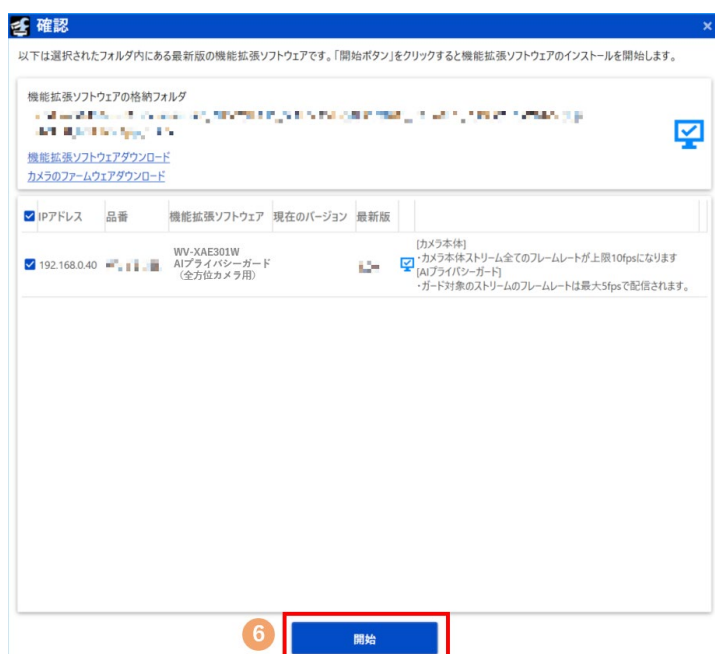 確認
×
以下は選択されたフォルダ内にある最新版の機能拡張ソフトウェアです。「開始ボタン」をクリックすると機能拡張ソフトウェアのインストールを開始します。
機能拡張ソフトウェアの格納フォルダ
機能拡張ソフトウェアダウンロード
カメラのファームウェアダウンロード
IPアドレス 品番 機能拡張ソフトウェア 現在のバージョン 最新版
192.168.0.40
WV-XAE301W
AIプライバシーガード
（全方位カメラ用）
[カメラ本体]
・カメラ本体ストリーム全てのフレームレートが上限10fpsになります
[AIプライバシーガード]
・ガード対象のストリームのフレームレートは最大5fpsで配信されます。
6
開始